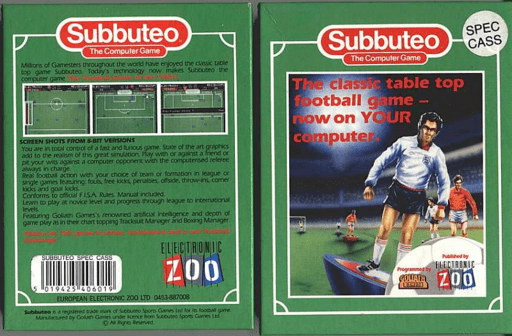 Subbuteo
The Computer Game
Millions of Gamesters throughout the world have enjoyed the classic table
top game Subbuteo. Today's technology now makes Subbuteo the
computer game
SCREEN SHOTS FROM 8-BIT VERSIONS
You are in total control of a fast and furious game. State of the art graphics
add to the realism of this great simulation. Play with or against a friend or
pit your wits against a computer opponent with the computerised referee
always in charge.
Real football action with your choice of team or formation in league or
single games featuring; fouls, free kicks, penalties, offside, throw-ins, corner
kicks and goal kicks.
Conforms to official F.I.S.A. Rules. Manual included.
Learn to play at novice level and progress through league to international
levels.
Featuring Goliath Games's renowned artificial intelligence and depth of
game play as in their chart topping Trackusit Manager and Boxing Manager.
SUBBUTEO SPEC CASS
5 019425 406019
ELECTRONIC
ZOO
EUROPEAN ELECTRONIC ZOO LTD 0453-887008
Subbuteo is a registered trade mark of Subbuteo Sports Games Ltd for its football game.
Manufactured by Goliath Games under licence from Subbuteo Sports Games Ltd.
© All Rights Reserved
Subbuteo
The Computer Game
SPEC
CASS
The classic table top
football game –
now on YOUR
computer.
Programmed by
GOLIATH
GAMES
Published by
ELECTRONIC
ZOO